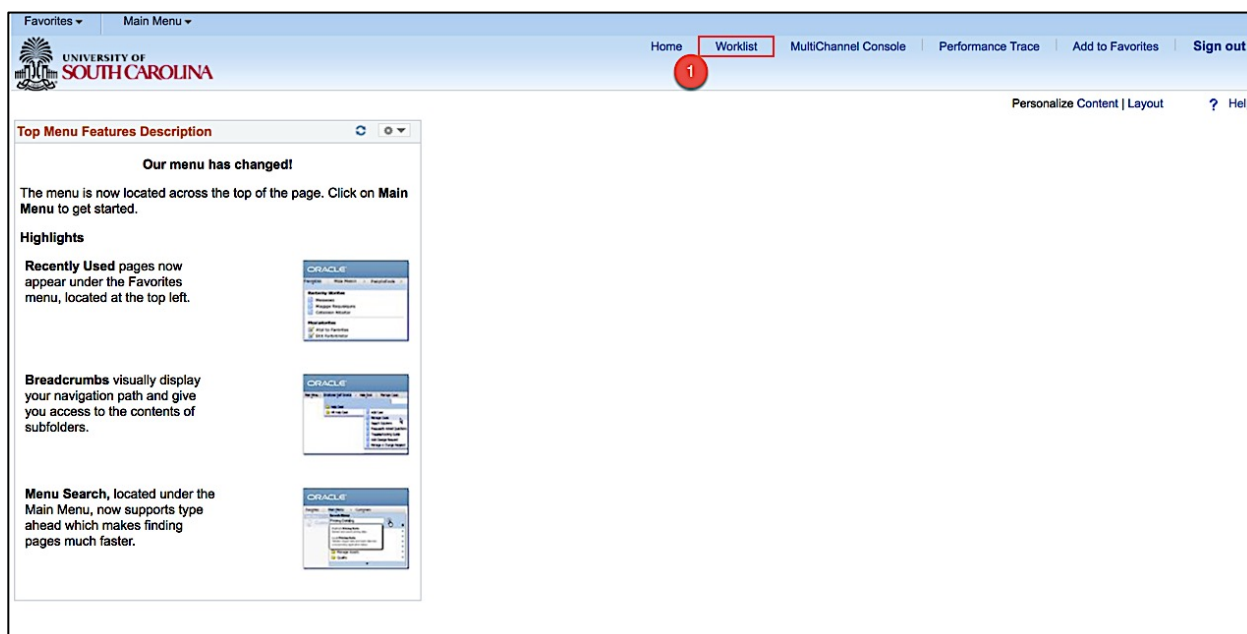 Favorites Main Menu
UNIVERSITY OF
SOUTH CAROLINA
Home Worklist MultiChannel Console Performance Trace Add to Favorites Sign out
1
Personalize Content | Layout ? Hel
Top Menu Features Description
Our menu has changed!
The menu is now located across the top of the page. Click on Main
Menu to get started.
Highlights
Recently Used pages now
appear under the Favorites
menu, located at the top left.
ORACLE
Breadcrumbs visually display
your navigation path and give
you access to the contents of
subfolders.
ORACLE
Menu Search, located under the
Main Menu, now supports type
ahead which makes finding
pages much faster.
ORACLE